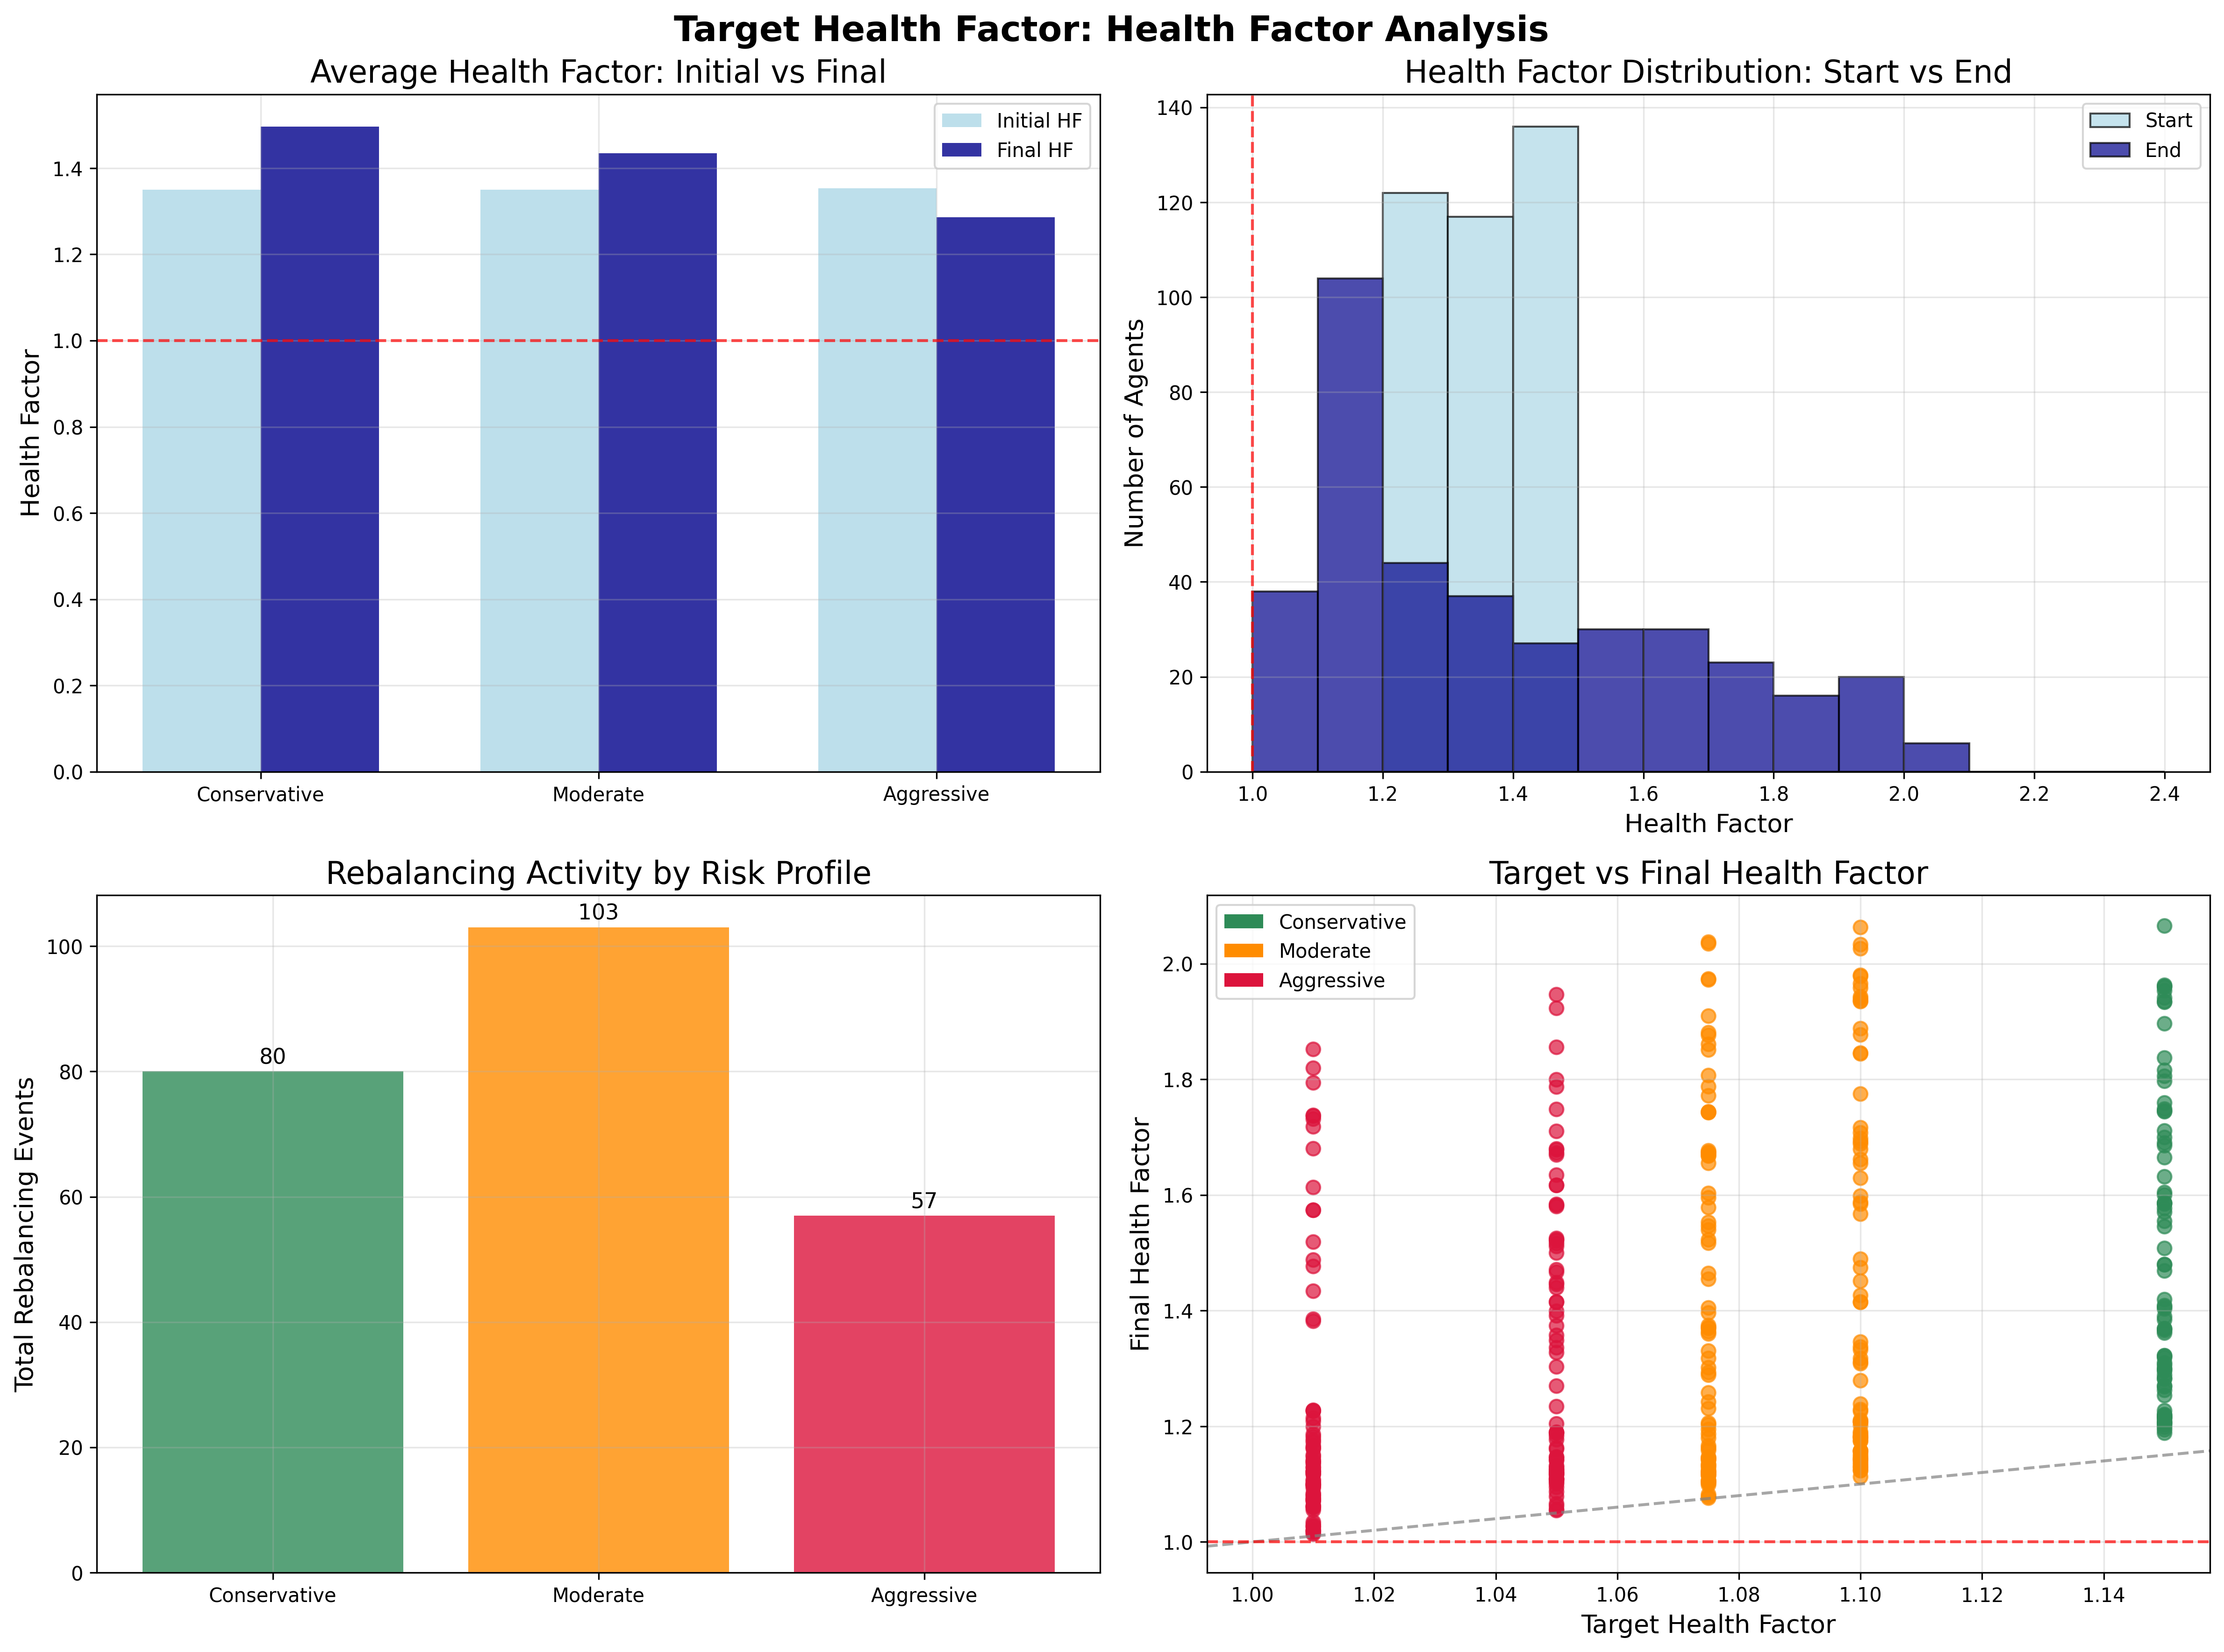 Target Health Factor: Health Factor Analysis
Average Health Factor: Initial vs Final
Health Factor
1.4
1.2
1.0
0.8
0.6
0.4
0.2
0.0
Conservative
Moderate
Aggressive
Initial HF
Final HF
Health Factor Distribution: Start vs End
Number of Agents
140
120
100
80
60
40
20
0
1.0
1.2
1.4
1.6
1.8
2.0
2.2
2.4
Health Factor
Start
End
Rebalancing Activity by Risk Profile
Total Rebalancing Events
100
80
60
40
20
0
80
103
57
Conservative
Moderate
Aggressive
Target vs Final Health Factor
Final Health Factor
2.0
1.8
1.6
1.4
1.2
1.0
1.00
1.02
1.04
1.06
1.08
1.10
1.12
1.14
Target Health Factor
Conservative
Moderate
Aggressive